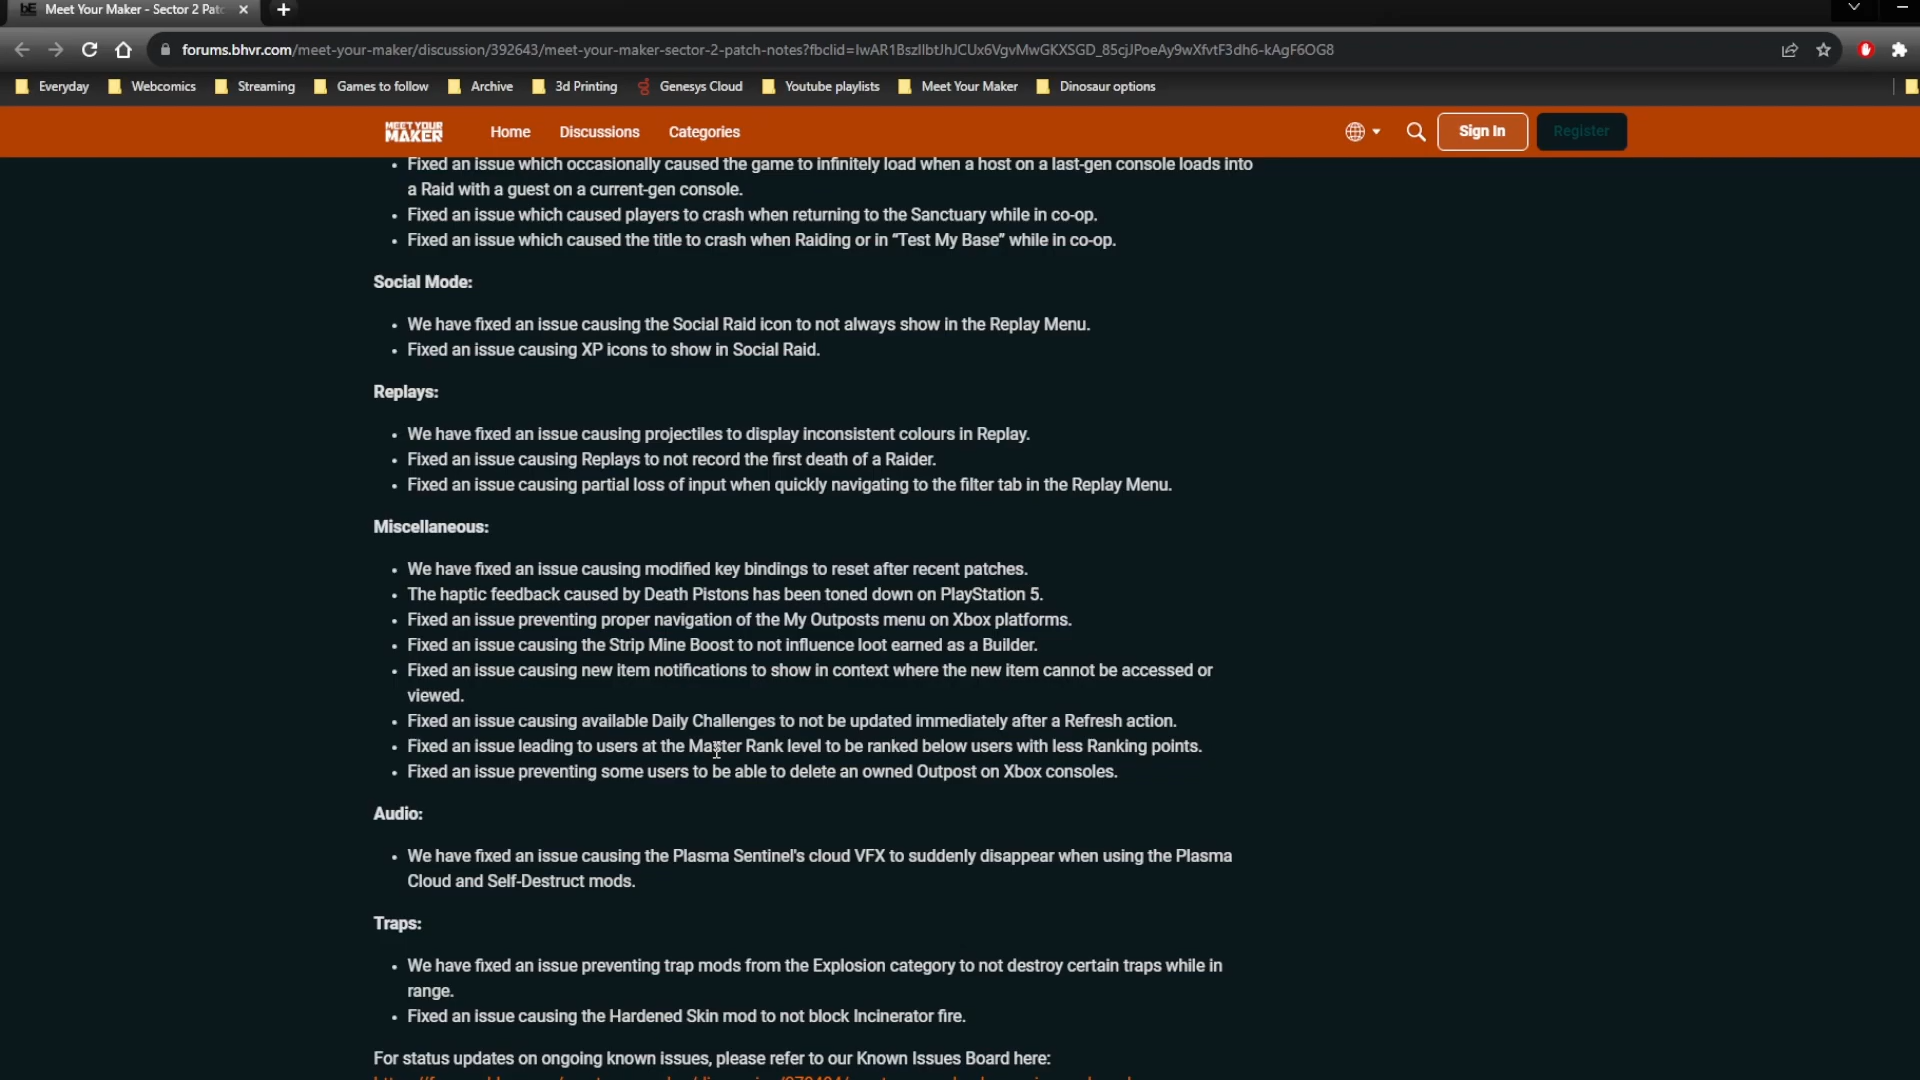 Meet Your Maker - Sector 2 Patc
forums.bhvr.com/meet-your-maker/discussion/392643/meet-your-maker-sector-2-patch-notes?fbclid=
Everyday Webcomics Streaming Games to follow Archive 3d Printing Genesys Cloud Youtube playlists Meet Your Maker Dinosaur options
MEET YOUR
MAKER
Home Discussions Categories Sign In Register
• Fixed an issue which occasionally caused the game to infinitely load when a host on a last-gen console loads into
a Raid with a guest on a current-gen console.
• Fixed an issue which caused players to crash when returning to the Sanctuary while in co-op.
• Fixed an issue which caused the title to crash when Raiding or in “Test My Base” while in co-op.
Social Mode:
• We have fixed an issue causing the Social Raid icon to not always show in the Replay Menu.
• Fixed an issue causing XP icons to show in Social Raid.
Replays:
• We have fixed an issue causing projectiles to display inconsistent colours in Replay.
• Fixed an issue causing Replays to not record the first death of a Raider.
• Fixed an issue causing partial loss of input when quickly navigating to the filter tab in the Replay Menu.
Miscellaneous:
• We have fixed an issue causing modified key bindings to reset after recent patches.
• The haptic feedback caused by Death Pistons has been toned down on PlayStation 5.
• Fixed an issue preventing proper navigation of the My Outposts menu on Xbox platforms.
• Fixed an issue causing the Strip Mine Boost to not influence loot earned as a Builder.
• Fixed an issue causing new item notifications to show in context where the new item cannot be accessed or
viewed.
• Fixed an issue causing available Daily Challenges to not be updated immediately after a Refresh action.
• Fixed an issue leading to users at the Master Rank level to be ranked below users with less Ranking points.
• Fixed an issue preventing some users to be able to delete an owned Outpost on Xbox consoles.
Audio:
• We have fixed an issue causing the Plasma Sentinel's cloud VFX to suddenly disappear when using the Plasma
Cloud and Self-Destruct mods.
Traps:
• We have fixed an issue preventing trap mods from the Explosion category to not destroy certain traps while in
range.
• Fixed an issue causing the Hardened Skin mod to not block Incinerator fire.
For status updates on ongoing known issues, please refer to our Known Issues Board here: